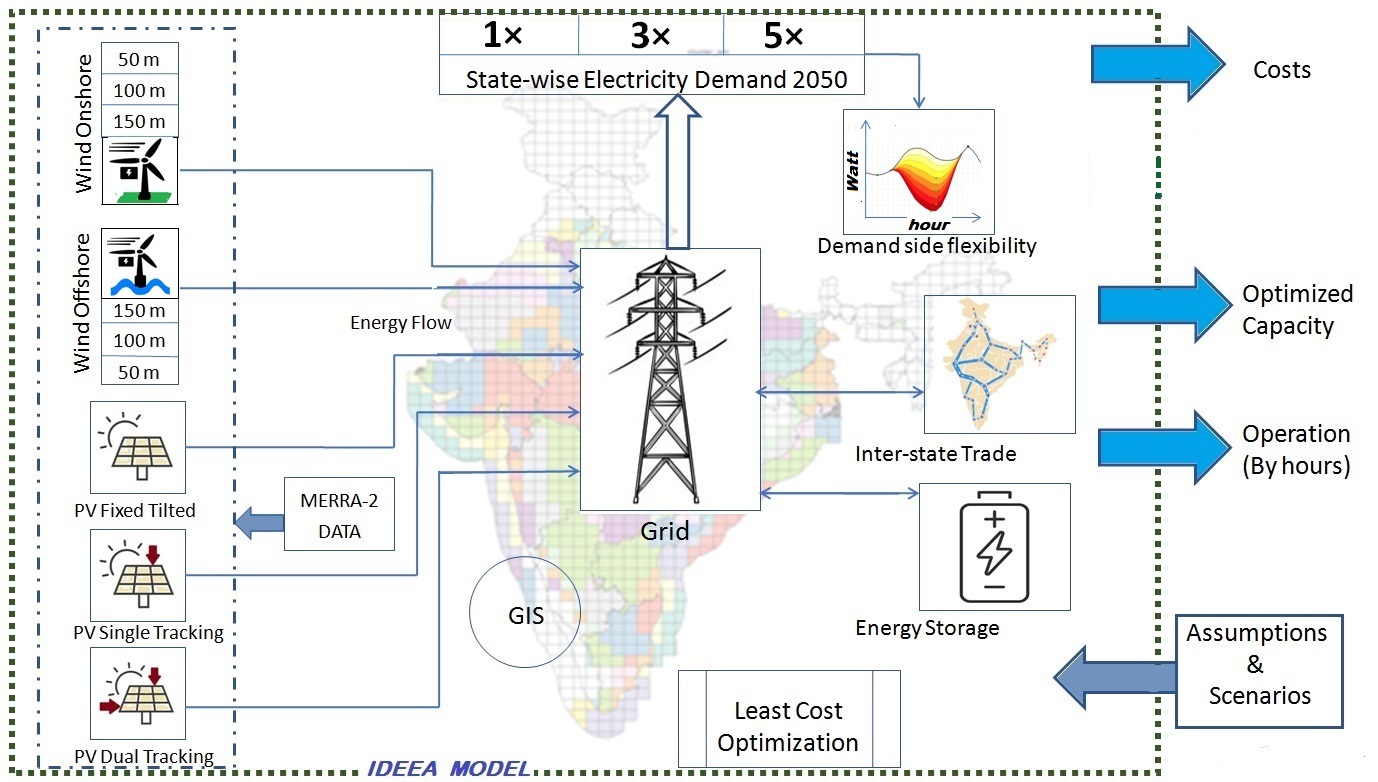 1× 3× 5×
State-wise Electricity Demand 2050
Costs
Wind Onshore
50 m
100 m
150 m
Watt
hour
Demand side flexibility
Wind Offshore
150 m
100 m
50 m
Energy Flow
Optimized
Capacity
PV Fixed Tilted
MERRA-2
DATA
Grid
Inter-state Trade
Operation
(By hours)
PV Single Tracking
GIS
Energy Storage
Assumptions
&
Scenarios
PV Dual Tracking
Least Cost
Optimization
IDEEA MODEL